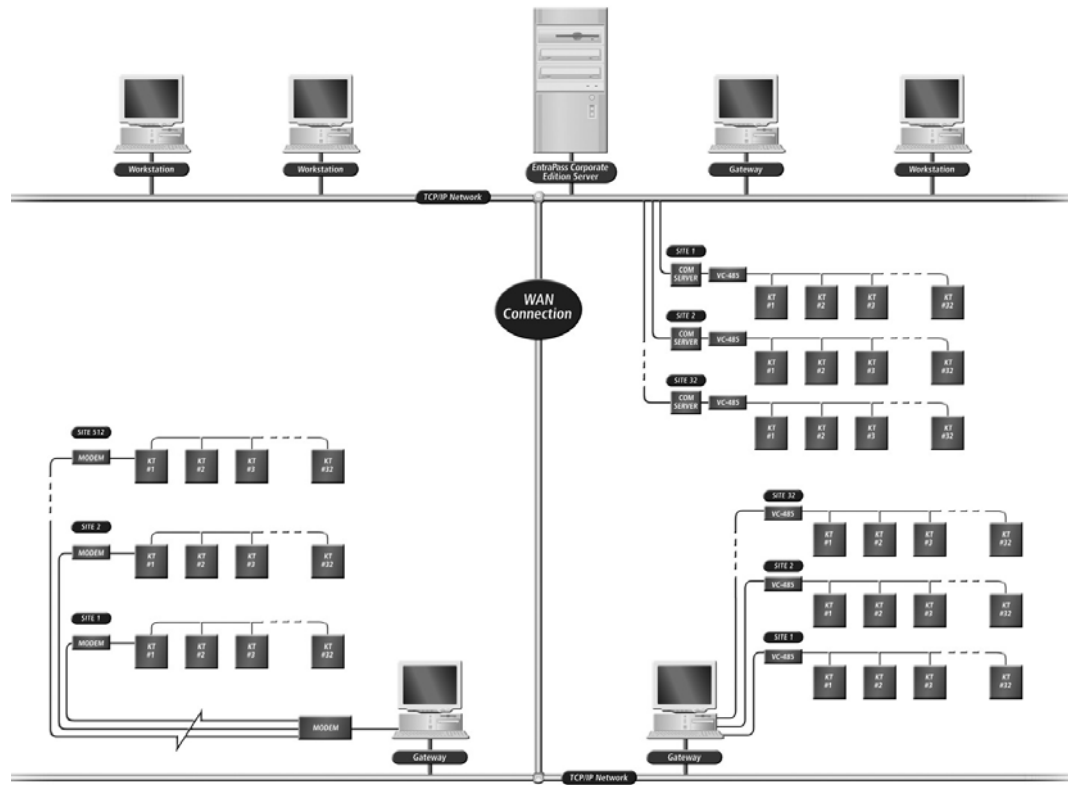 Workstation
Workstation
EntraPass Corporate
Edition Server
Gateway
Workstation
TCP/IP Network
WAN
Connection
SITE 1
COM
SERVER
VC-485
KT
#1
KT
#2
KT
#3
KT
#32
SITE 2
COM
SERVER
VC-485
KT
#1
KT
#2
KT
#3
KT
#32
SITE 32
COM
SERVER
VC-485
KT
#1
KT
#2
KT
#3
KT
#32
SITE 512
MODEM
KT
#1
KT
#2
KT
#3
KT
#32
SITE 2
MODEM
KT
#1
KT
#2
KT
#3
KT
#32
SITE 1
MODEM
KT
#1
KT
#2
KT
#3
KT
#32
MODEM
Gateway
SITE 32
VC-485
KT
#1
KT
#2
KT
#3
KT
#32
SITE 2
VC-485
KT
#1
KT
#2
KT
#3
KT
#32
SITE 1
VC-485
KT
#1
KT
#2
KT
#3
KT
#32
Gateway
TCP/IP Network